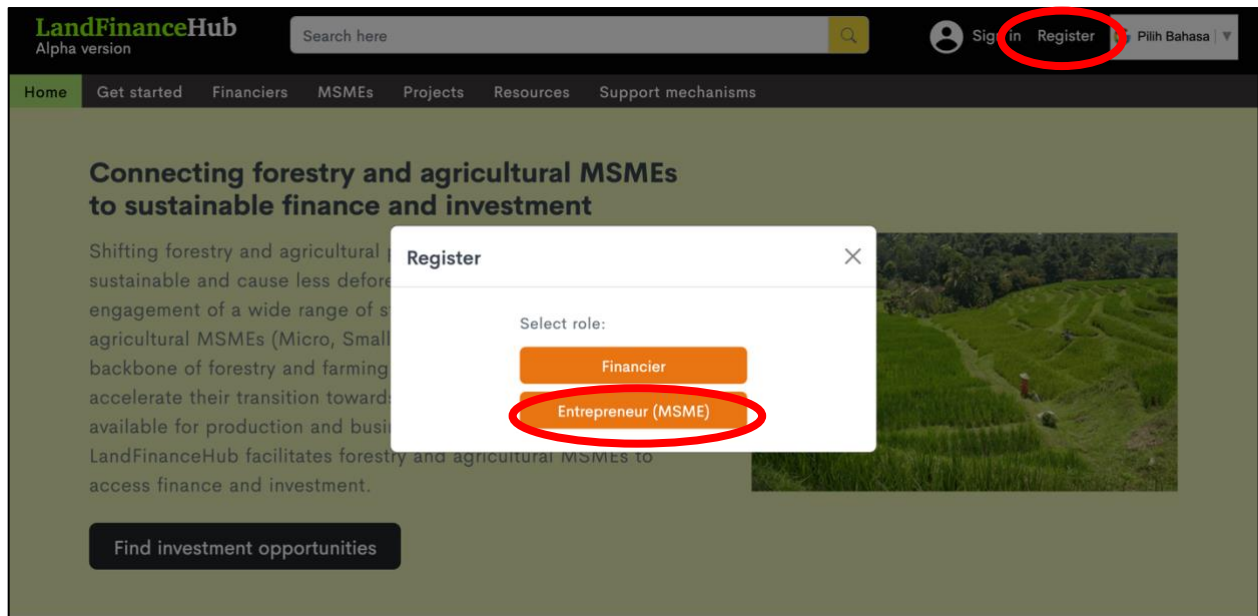 LandFinanceHub
Alpha version
Search here
Sign in Register Pilih Bahasa ▼
Home Get started Financiers MSMEs Projects Resources Support mechanisms
Connecting forestry and agricultural MSMEs
to sustainable finance and investment
Shifting forestry and agricultural
sustainable and cause less
engagement of a wide range of
agricultural MSMEs (Micro, Small
backbone of forestry and farming
accelerate their transition
available for production and
LandFinanceHub facilitates forestry and agricultural MSMEs to
access finance and investment.
Register
Select role:
Financier
Entrepreneur (MSME)
Find investment opportunities